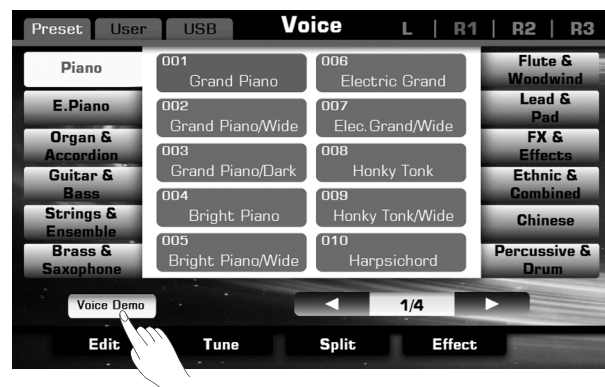 Preset User USB Voice L | R1 | R2 | R3
Piano
E.Piano
Organ &
Accordion
Guitar &
Bass
Strings &
Ensemble
Brass &
Saxophone
001
Grand Piano
002
Grand Piano/Wide
003
Grand Piano/Dark
004
Bright Piano
005
Bright Piano/Wide
006
Electric Grand
007
Elec.Grand/Wide
008
Honky Tonk
009
Honky Tonk/Wide
010
Harpsichord
Flute &
Woodwind
Lead &
Pad
FX &
Effects
Ethnic &
Combined
Chinese
Percussive &
Drum
Voice Demo
1/4
Edit Tune Split Effect